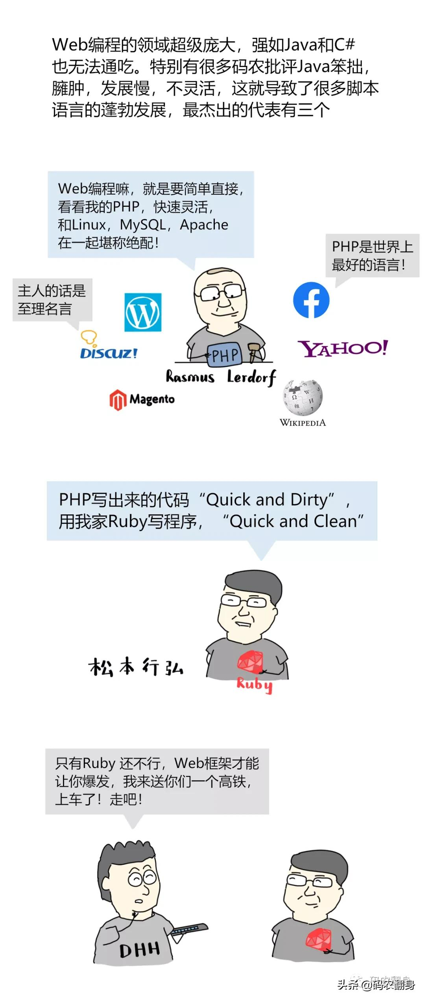 Web编程的领域超级庞大，强如Java和C#
也无法通吃。特别有很多码农批评Java笨拙，
臃肿，发展慢，不灵活，这就导致了很多脚本
语言的蓬勃发展，最杰出的代表有三个
Web编程嘛，就是要简单直接，
看看我的PHP，快速灵活，
和Linux，MySQL，Apache
在一起堪称绝配！
PHP是世界上
最好的语言！
主人的话是
至理名言
W
f
DISCUZ!
YAHOO!
PHP
Rasmus Lerdorf
Magento
Ω W И 維
WIKIPEDIA
PHP写出来的代码“Quick and Dirty”，
用我家Ruby写程序，“Quick and Clean”
松本行弘
Ruby
只有Ruby 还不行，Web框架才能
让你爆发，我来送你们一个高铁，
上车了！走吧！
DHH
码农翻身
头条 @码农翻身